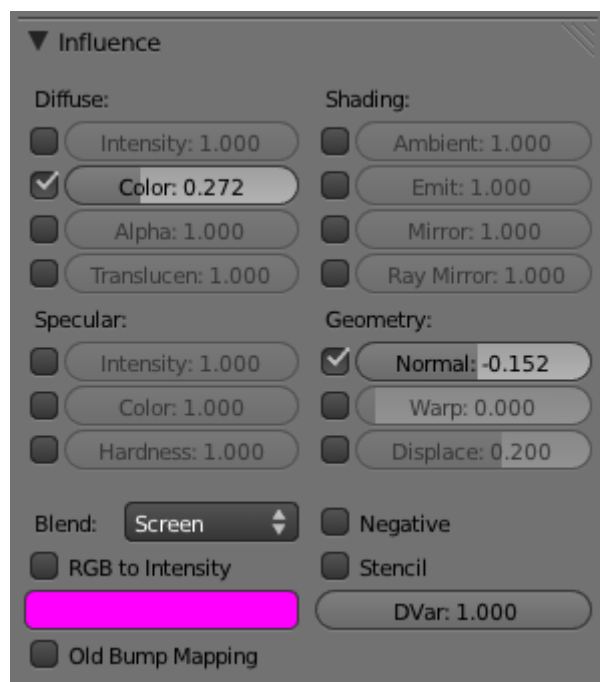 Influence
Diffuse: Shading:
Intensity: 1.000 Ambient: 1.000
Color: 0.272 Emit: 1.000
Alpha: 1.000 Mirror: 1.000
Translucen: 1.000 Ray Mirror: 1.000
Specular: Geometry:
Intensity: 1.000 Normal: -0.152
Color: 1.000 Warp: 0.000
Hardness: 1.000 Displace: 0.200
Blend: Screen Negative
RGB to Intensity Stencil
DVar: 1.000
Old Bump Mapping